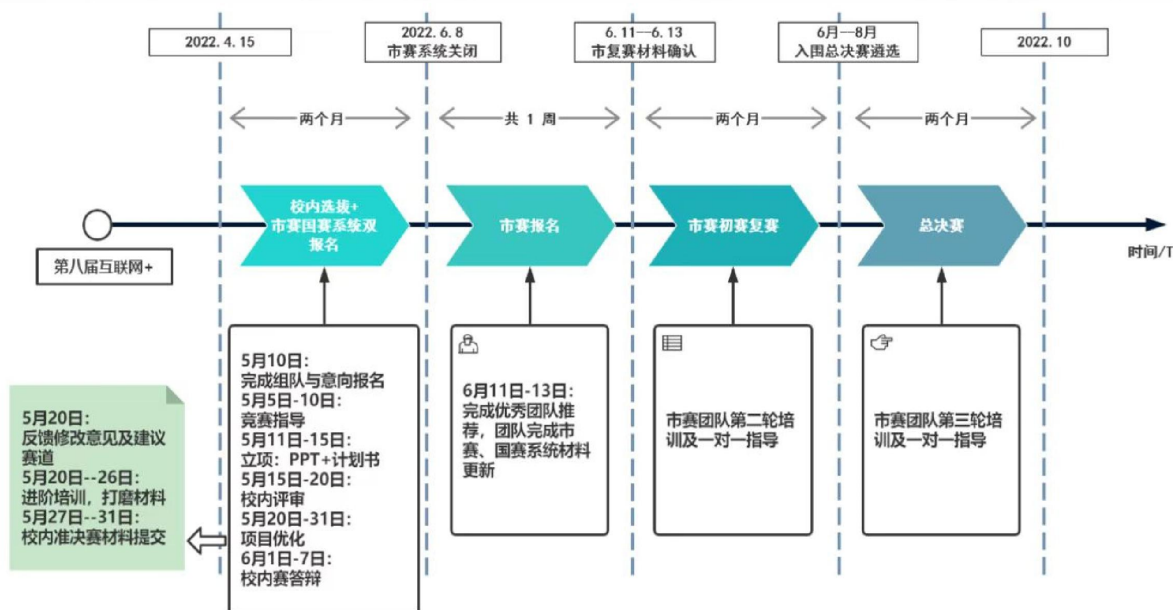 2022.4.15
2022.6.8
市赛系统关闭
6.11--6.13
市复赛材料确认
6月--8月
入围总决赛遴选
2022.10
两个月
共 1 周
两个月
两个月
校内选拔+
市赛国赛系统双
报名
市赛报名
市赛初赛复赛
总决赛
第八届互联网+
时间/T
5月10日：
完成组队与意向报名
5月5日-10日：
竞赛指导
5月11日-15日：
立项：PPT+计划书
5月15日-20日：
校内评审
5月20日-31日：
项目优化
6月1日-7日：
校内赛答辩
5月20日：
反馈修改意见及建议
赛道
5月20日--26日：
进阶培训，打磨材料
5月27日--31日：
校内准决赛材料提交
6月11日-13日：
完成优秀团队推
荐，团队完成市
赛、国赛系统材料
更新
市赛团队第二轮培
训及一对一指导
市赛团队第三轮培
训及一对一指导